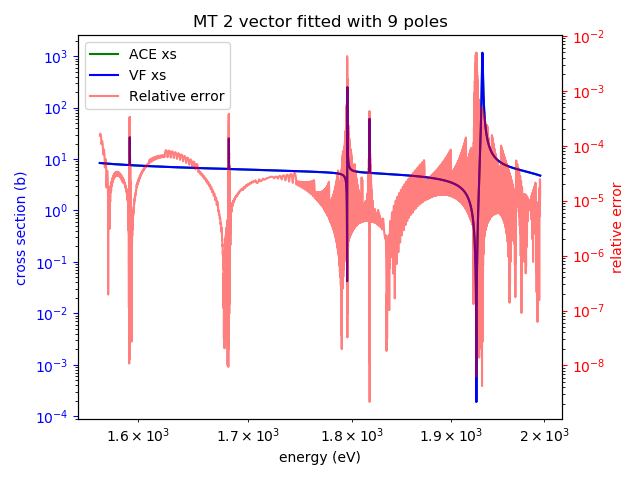 MT 2 vector fitted with 9 poles
ACE xs
VF xs
Relative error
10³
10²
10¹
10⁰
10⁻¹
10⁻²
10⁻³
10⁻⁴
cross section (b)
10⁻²
10⁻³
10⁻⁴
10⁻⁵
10⁻⁶
10⁻⁷
10⁻⁸
relative error
1.6 × 10³ 1.7 × 10³ 1.8 × 10³ 1.9 × 10³ 2 × 10³
energy (eV)